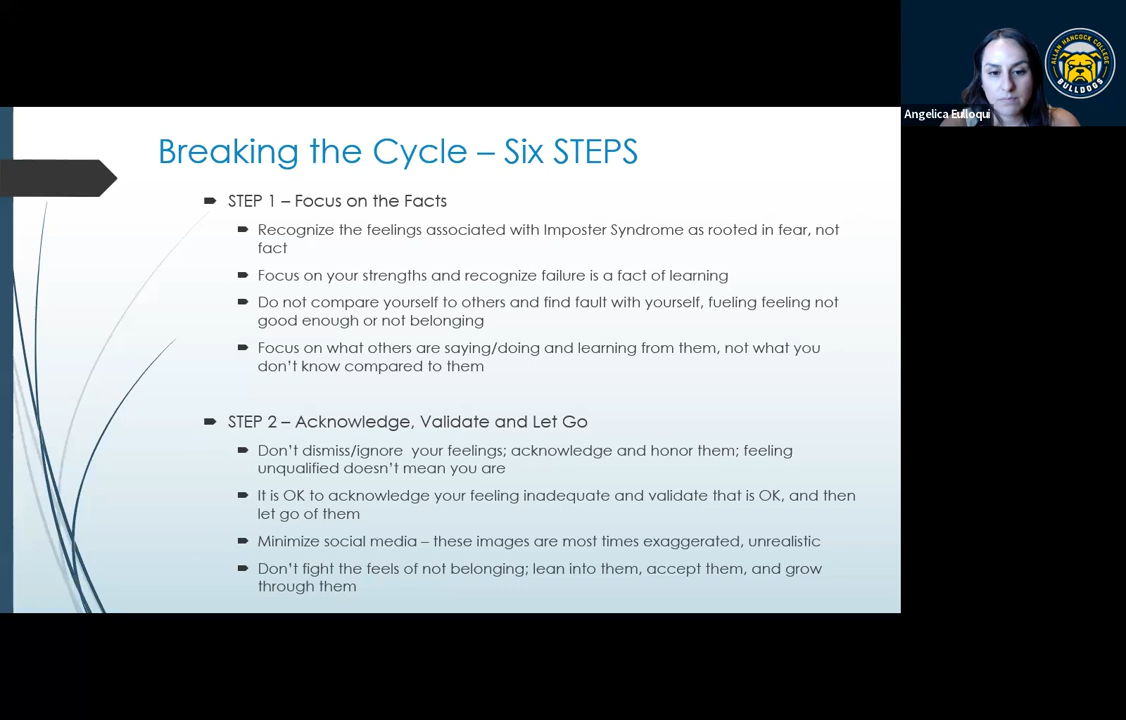 Breaking the Cycle – Six STEPS
STEP 1 – Focus on the Facts
Recognize the feelings associated with Imposter Syndrome as rooted in fear, not
fact
Focus on your strengths and recognize failure is a fact of learning
Do not compare yourself to others and find fault with yourself, fueling feeling not
good enough or not belonging
Focus on what others are saying/doing and learning from them, not what you
don't know compared to them
STEP 2 – Acknowledge, Validate and Let Go
Don't dismiss/ignore  your feelings; acknowledge and honor them; feeling
unqualified doesn't mean you are
It is OK to acknowledge your feeling inadequate and validate that is OK, and then
let go of them
Minimize social media – these images are most times exaggerated, unrealistic
Don't fight the feels of not belonging; lean into them, accept them, and grow
through them
ALLAN HANCOCK COLLEGE
BULLDOGS
Angelica Eulloqui